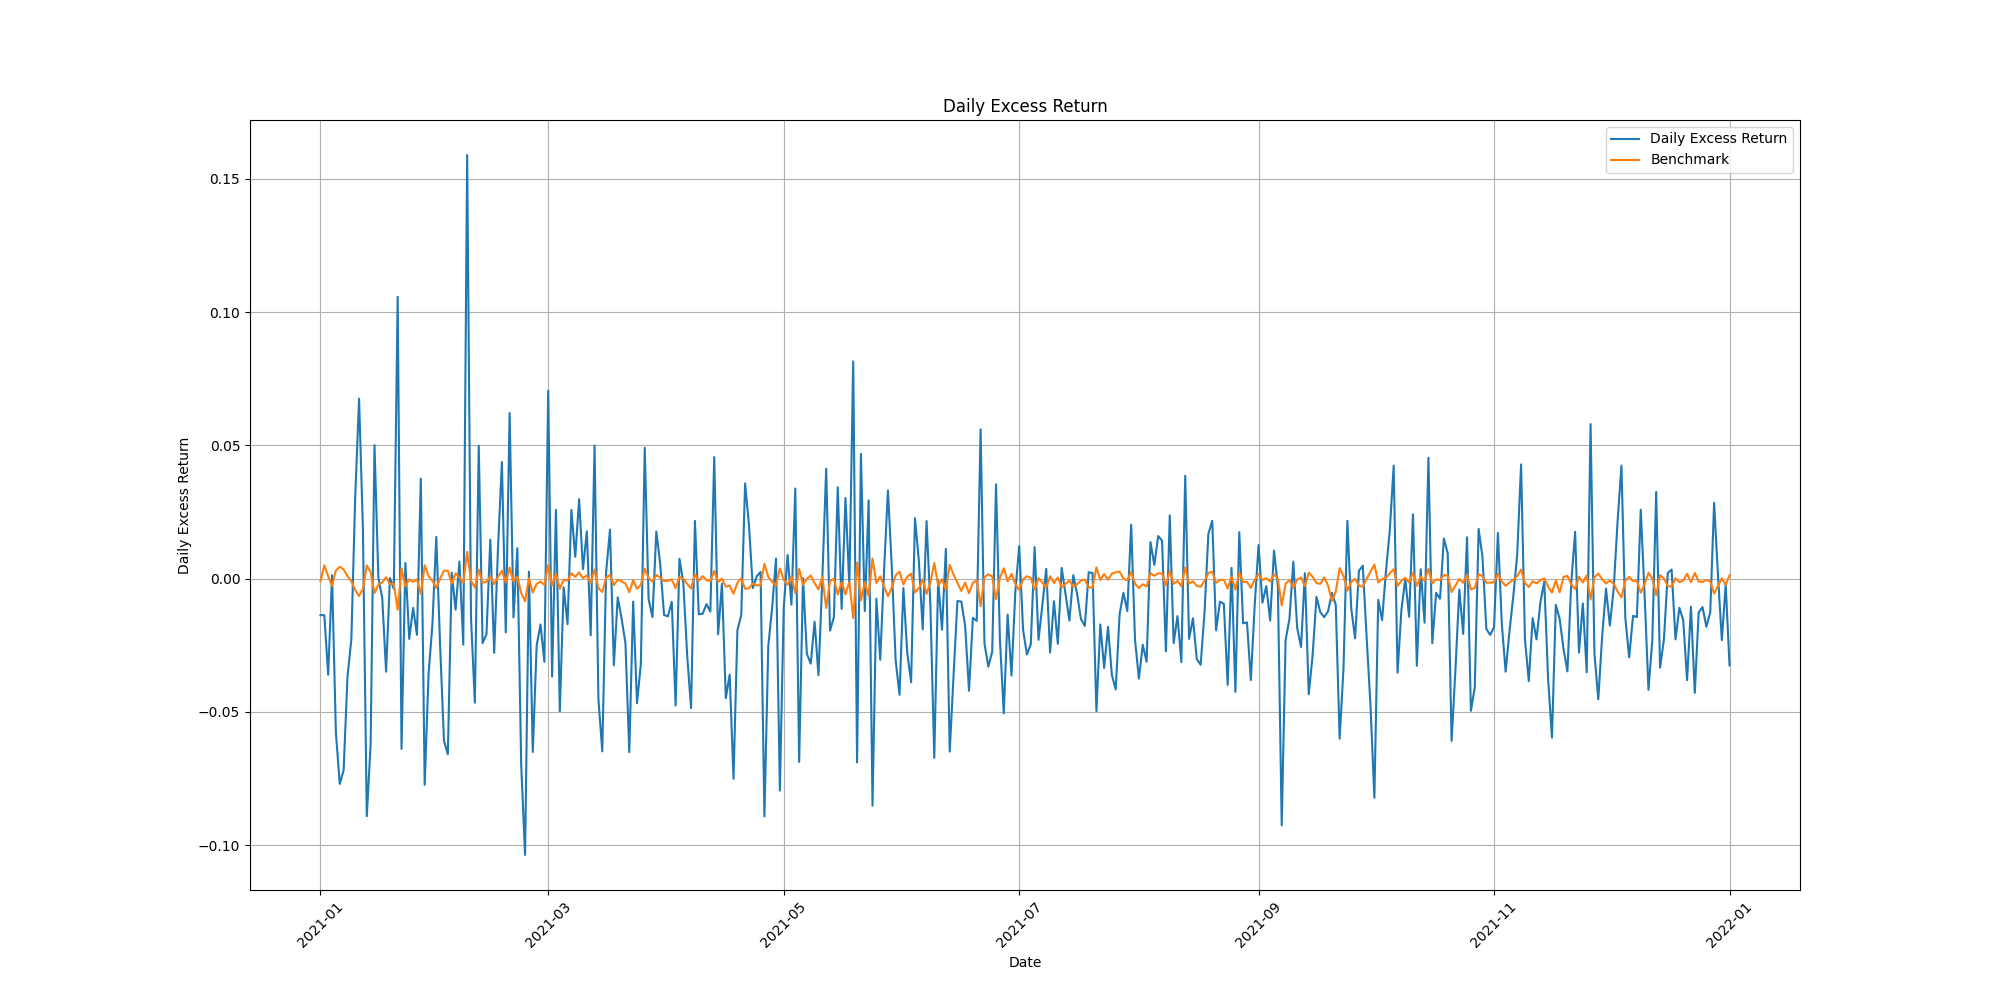 Daily Excess Return
Daily Excess Return
Benchmark
0.15
0.10
0.05
0.00
−0.05
−0.10
Daily Excess Return
2021-01
2021-03
2021-05
2021-07
2021-09
2021-11
2022-01
Date